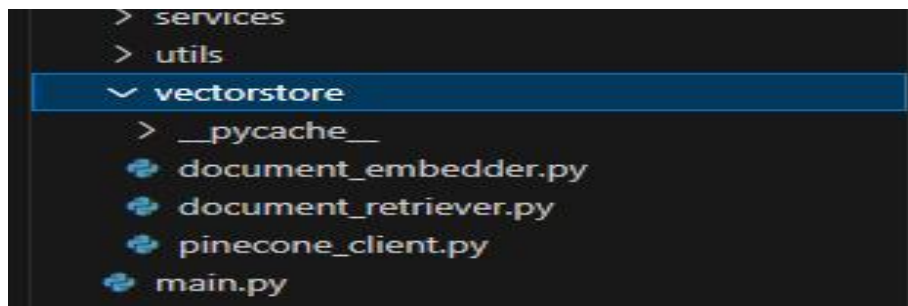 services
utils
vectorstore
__pycache__
document_embedder.py
document_retriever.py
pinecone_client.py
main.py